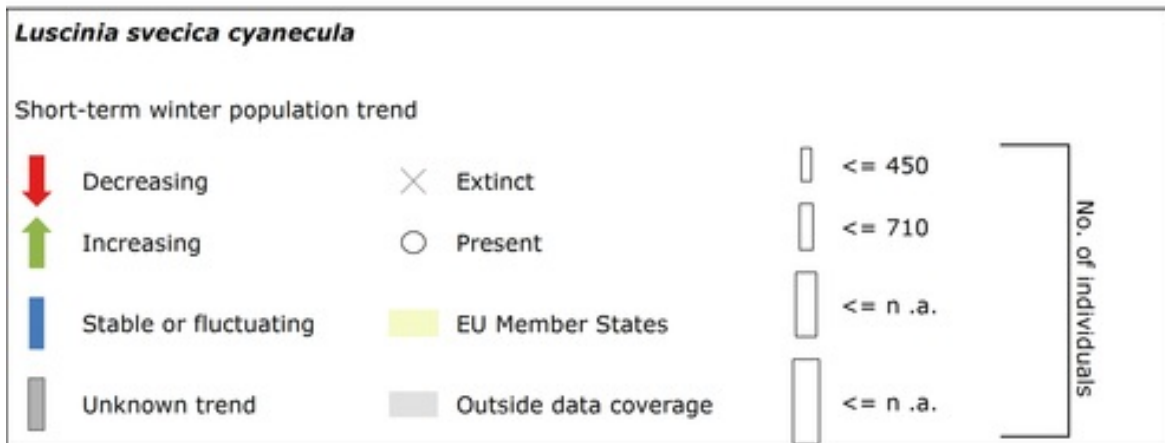 Luscinia svecica cyanecula
Short-term winter population trend
Decreasing
Increasing
Stable or fluctuating
Unknown trend
Extinct
Present
EU Member States
Outside data coverage
<= 450
<= 710
<= n .a.
<= n .a.
No. of individuals